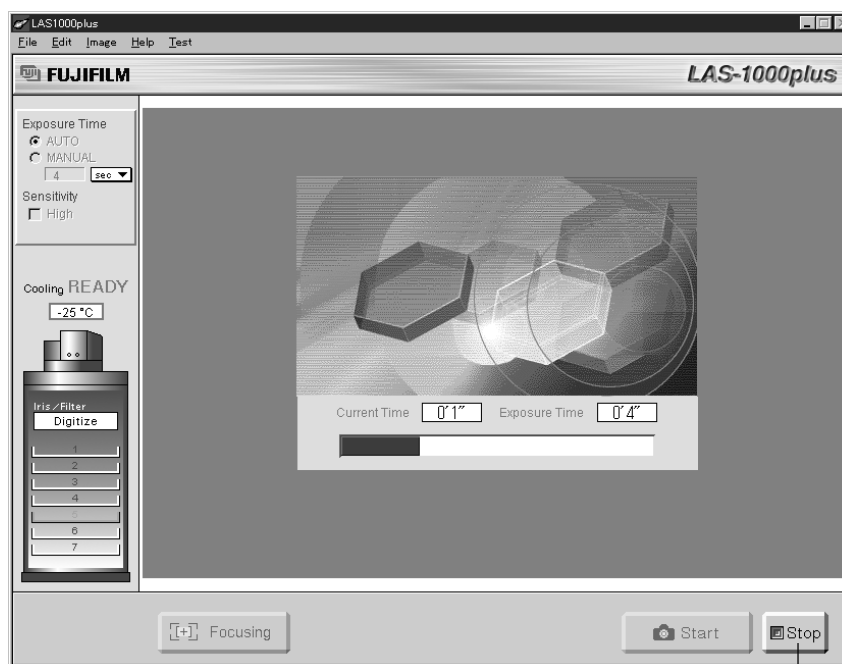 LAS1000plus
File Edit Image Help Test
FUJI FUJIFILM
LAS-1000plus
Exposure Time
AUTO
MANUAL
4 sec
Sensitivity
High
Cooling READY
-25 °C
Iris/Filter
Digitize
1
2
3
4
5
6
7
Current Time 0'1" Exposure Time 0'4"
[+] Focusing
Start
Stop